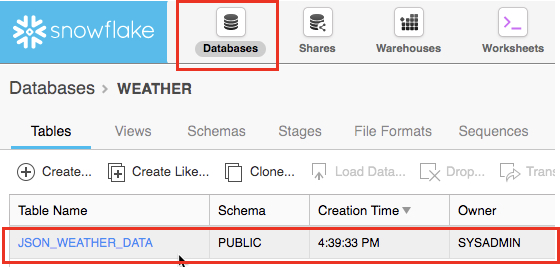 snowflake
Databases
Shares
Warehouses
Worksheets
Databases > WEATHER
Tables Views Schemas Stages File Formats Sequences
Create... Create Like... Clone... Load Data... Drop... Trans
Table Name Schema Creation Time ▼ Owner
JSON_WEATHER_DATA PUBLIC 4:39:33 PM SYSADMIN